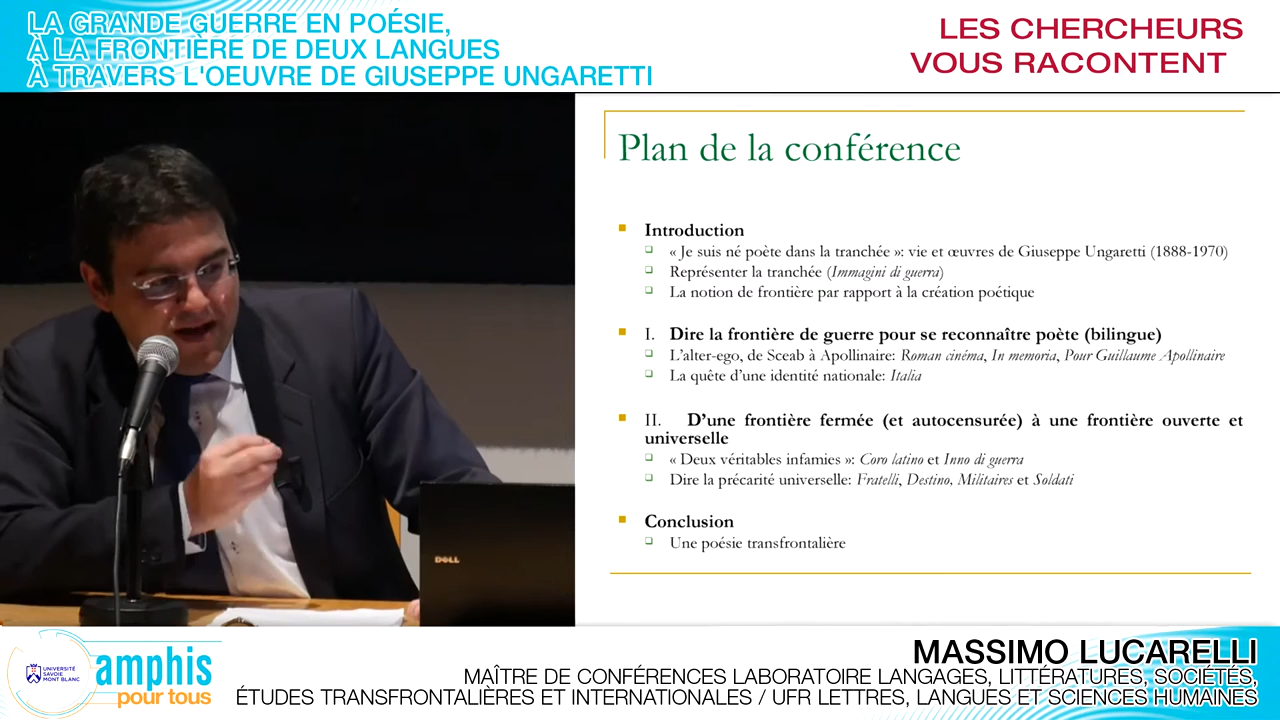 LA GRANDE GUERRE EN POÉSIE,
À LA FRONTIÈRE DE DEUX LANGUES
À TRAVERS L'OEUVRE DE GIUSEPPE UNGARETTI
LES CHERCHEURS
VOUS RACONTENT
Plan de la conférence
Introduction
« Je suis né poète dans la tranchée »: vie et œuvres de Giuseppe Ungaretti (1888-1970)
Représenter la tranchée (Immagini di guerra)
La notion de frontière par rapport à la création poétique
I. Dire la frontière de guerre pour se reconnaître poète (bilingue)
L'alter-ego, de Sceab à Apollinaire: Roman cinéma, In memoria, Pour Guillaume Apollinaire
La quête d'une identité nationale: Italia
II. D'une frontière fermée (et autocensurée) à une frontière ouverte et
universelle
« Deux véritables infamies »: Coro latino et Inno di guerra
Dire la précarité universelle: Fratelli, Destino, Militaires et Soldati
Conclusion
Une poésie transfrontalière
DELL
UNIVERSITÉ
SAVOIE
MONT BLANC
amphis
pour tous
MASSIMO LUCARELLI
MAÎTRE DE CONFÉRENCES LABORATOIRE LANGAGES, LITTÉRATURES, SOCIÉTÉS,
ÉTUDES TRANSFRONTALIÈRES ET INTERNATIONALES / UFR LETTRES, LANGUES ET SCIENCES HUMAINES